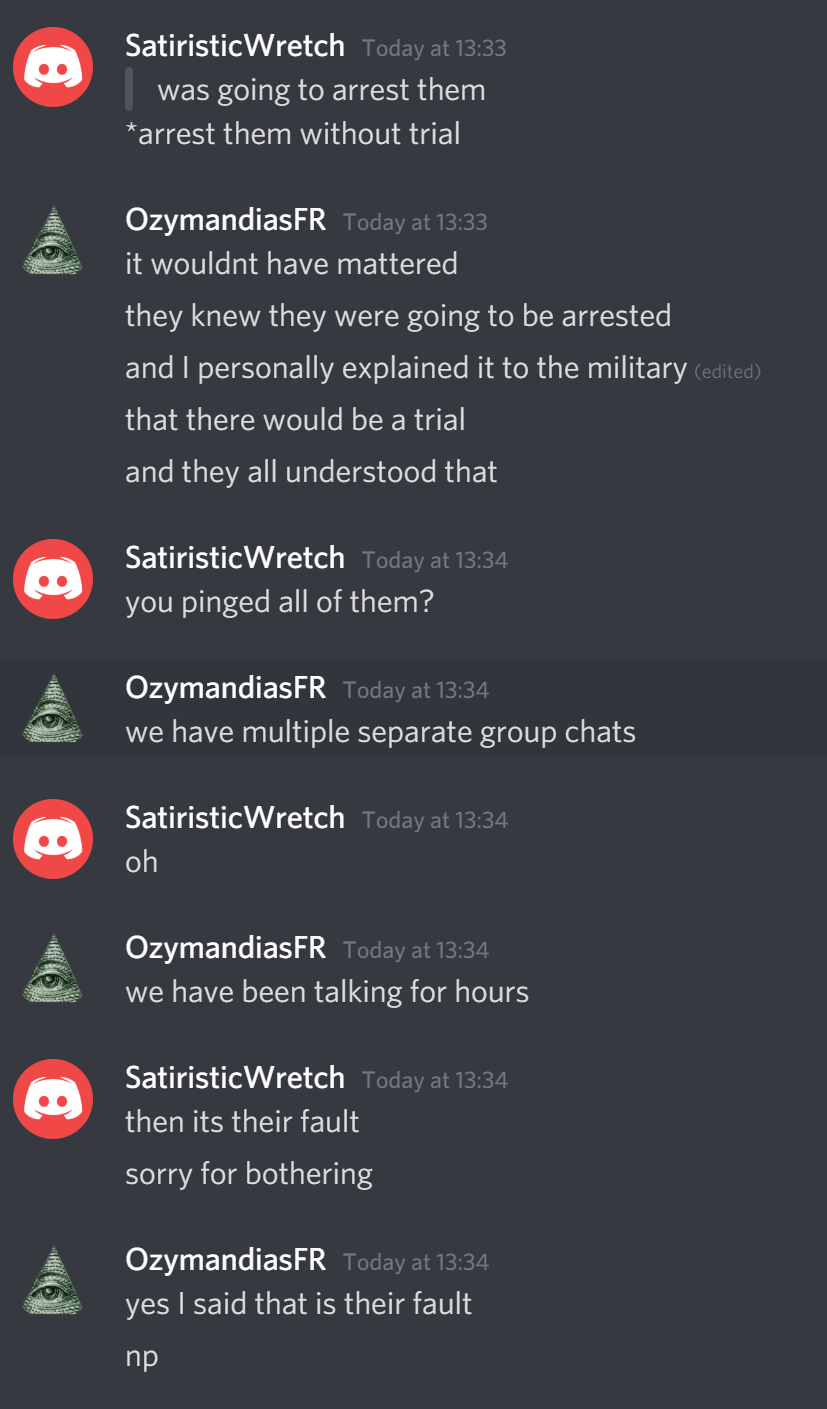 SatiristicWretch Today at 13:33
was going to arrest them
*arrest them without trial
OzymandiasFR Today at 13:33
it wouldnt have mattered
they knew they were going to be arrested
and I personally explained it to the military (edited)
that there would be a trial
and they all understood that
SatiristicWretch Today at 13:34
you pinged all of them?
OzymandiasFR Today at 13:34
we have multiple separate group chats
SatiristicWretch Today at 13:34
oh
OzymandiasFR Today at 13:34
we have been talking for hours
SatiristicWretch Today at 13:34
then its their fault
sorry for bothering
OzymandiasFR Today at 13:34
yes I said that is their fault
np